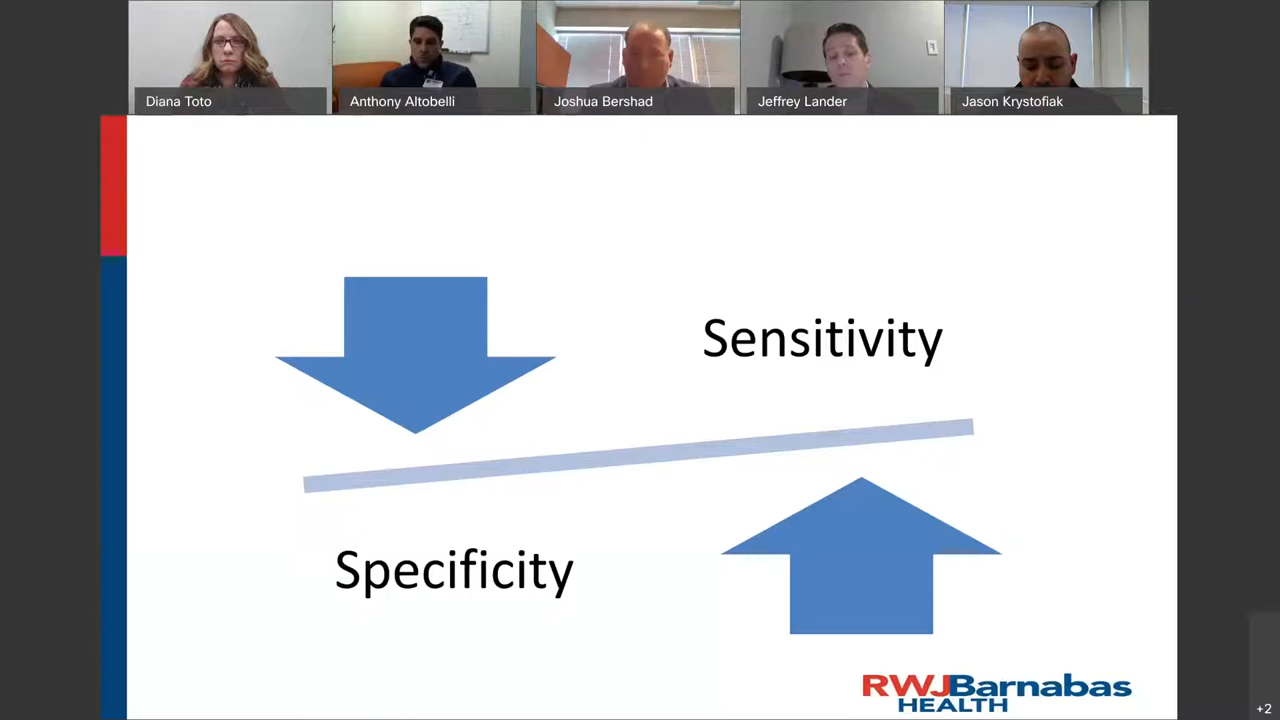 Diana Toto
Anthony Altobelli
Joshua Bershad
Jeffrey Lander
Jason Krystofiak
Sensitivity
Specificity
RWJBarnabas
HEALTH
+2